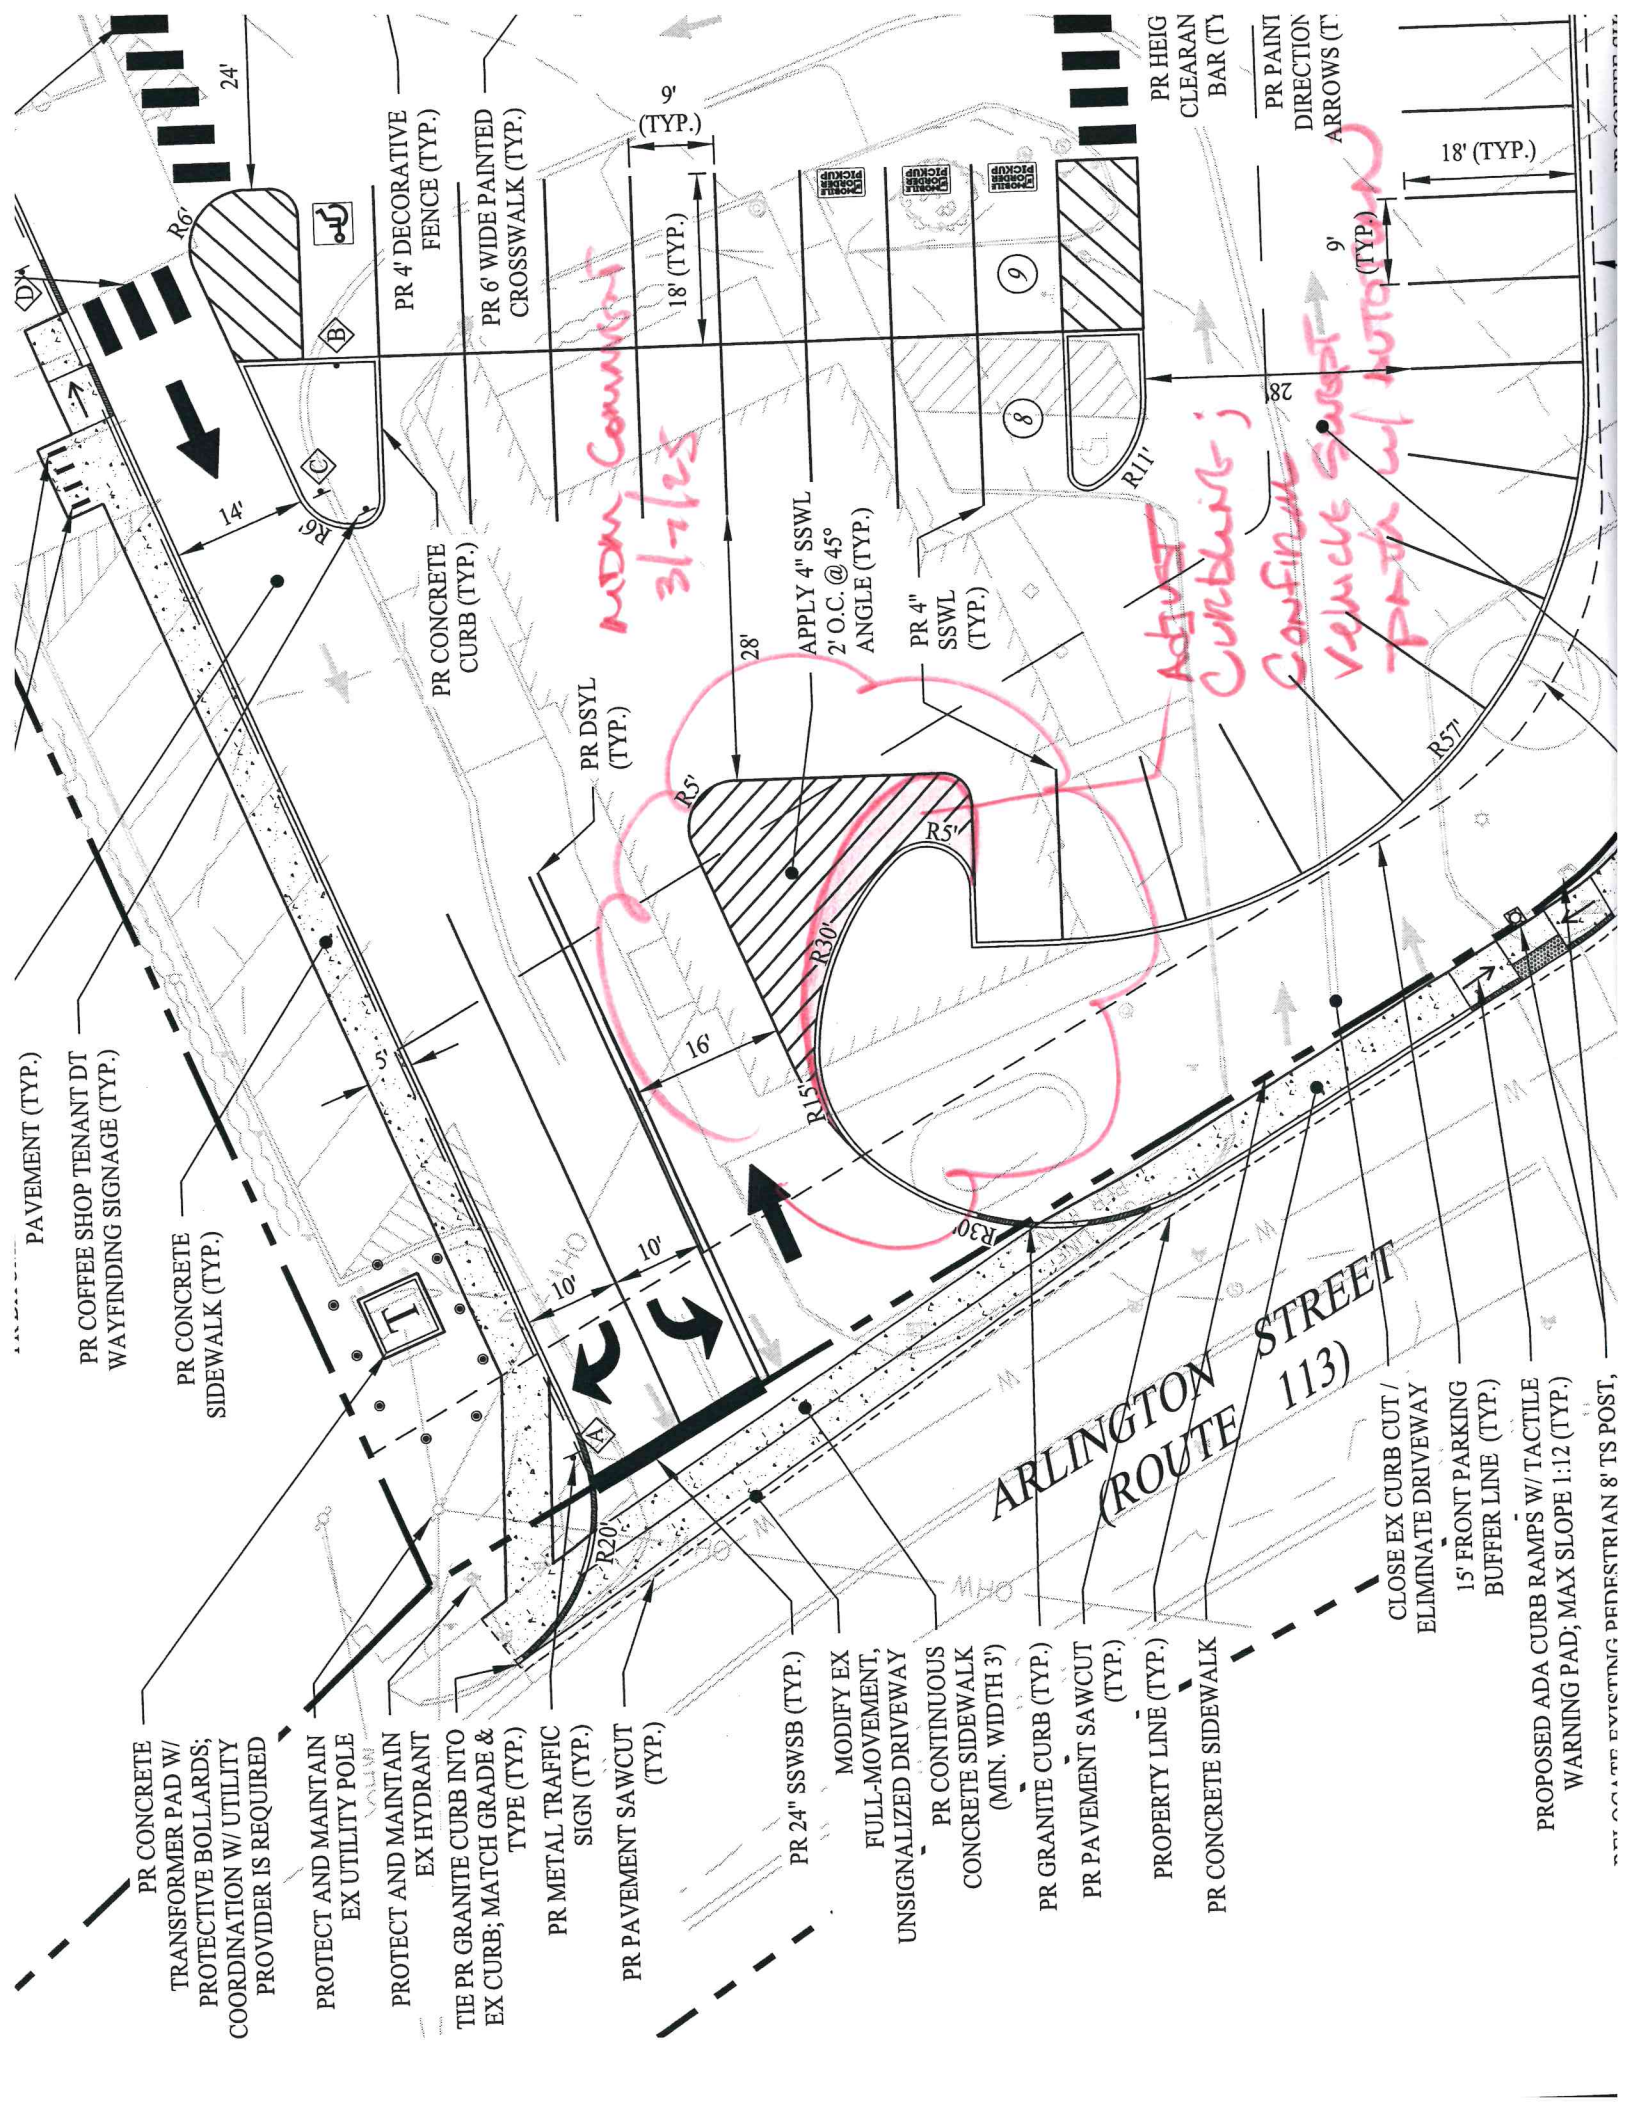 PAVEMENT (TYP.)
PR COFFEE SHOP TENANT DT
WAYFINDING SIGNAGE (TYP.)
PR CONCRETE
SIDEWALK (TYP.)
PR CONCRETE
TRANSFORMER PAD W/
PROTECTIVE BOLLARDS;
COORDINATION W/ UTILITY
PROVIDER IS REQUIRED
PROTECT AND MAINTAIN
EX UTILITY POLE
PROTECT AND MAINTAIN
EX HYDRANT
TIE PR GRANITE CURB INTO
EX CURB; MATCH GRADE &
TYPE (TYP.)
PR METAL TRAFFIC
SIGN (TYP.)
PR PAVEMENT SAWCUT
(TYP.)
PR 24" SSWSB (TYP.)
MODIFY EX
FULL-MOVEMENT,
UNSIGNALIZED DRIVEWAY
PR CONTINUOUS
CONCRETE SIDEWALK
(MIN. WIDTH 3')
PR GRANITE CURB (TYP.)
PR PAVEMENT SAWCUT
(TYP.)
PROPERTY LINE (TYP.)
PR CONCRETE SIDEWALK
CLOSE EX CURB CUT /
ELIMINATE DRIVEWAY
15' FRONT PARKING
BUFFER LINE (TYP.)
PROPOSED ADA CURB RAMPS W/ TACTILE
WARNING PAD; MAX SLOPE 1:12 (TYP.)
EXISTING PEDESTRIAN 8' TS POST,
ARLINGTON STREET
(ROUTE 113)
PR 4' DECORATIVE
FENCE (TYP.)
PR 6' WIDE PAINTED
CROSSWALK (TYP.)
PR CONCRETE
CURB (TYP.)
PR DSYL
(TYP.)
APPLY 4" SSWL
2' O.C. @ 45°
ANGLE (TYP.)
PR 4"
SSWL
(TYP.)
PR HEIG
CLEARAN
BAR (TY
PR PAINT
DIRECTION
ARROWS (T
MDM Comment
3/7/25
Adjust
Curbline;
Confirm
Vehicle Swept
Path w/ AUTOTURN
MOBILE
ORDER
PICKUP
MOBILE
ORDER
PICKUP
MOBILE
ORDER
PICKUP
24'
R6'
D
B
C
14'
R6'
9'
(TYP.)
18' (TYP.)
9
8
R11'
28'
28'
18' (TYP.)
9'
(TYP.)
R57'
R5'
R5'
R30'
R15'
R30'
16'
5'
10'
10'
T
A
R20'
OHW
OHW
OHW
W
W
W
W